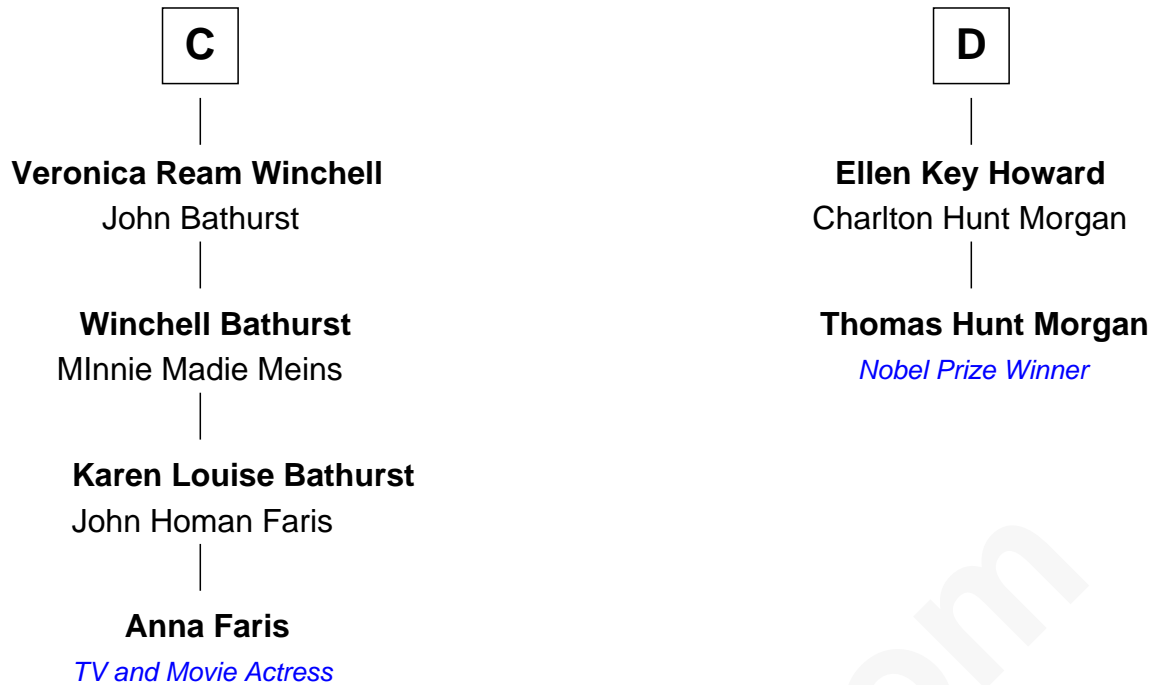 C
Veronica Ream Winchell
John Bathurst
Winchell Bathurst
MInnie Madie Meins
Karen Louise Bathurst
John Homan Faris
Anna Faris
TV and Movie Actress
D
Ellen Key Howard
Charlton Hunt Morgan
Thomas Hunt Morgan
Nobel Prize Winner
om